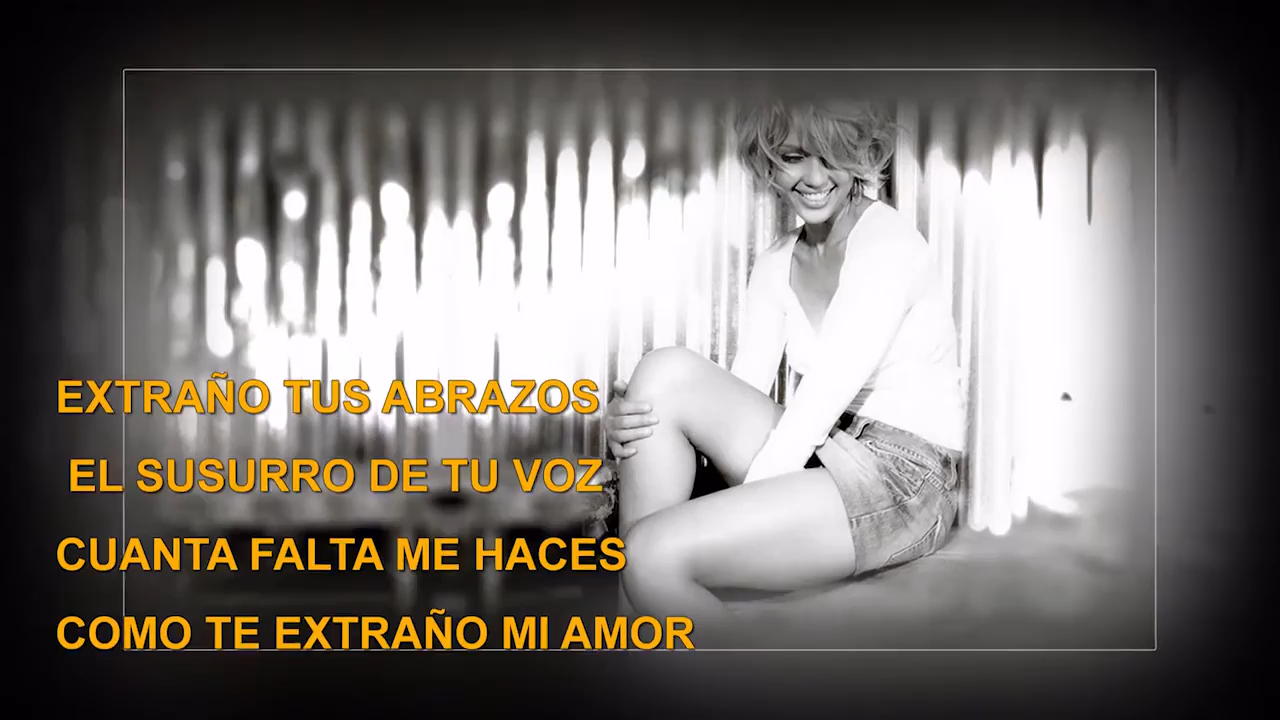 EXTRAÑO TUS ABRAZOS
EL SUSURRO DE TU VOZ
CUANTA FALTA ME HACES
COMO TE EXTRAÑO MI AMOR